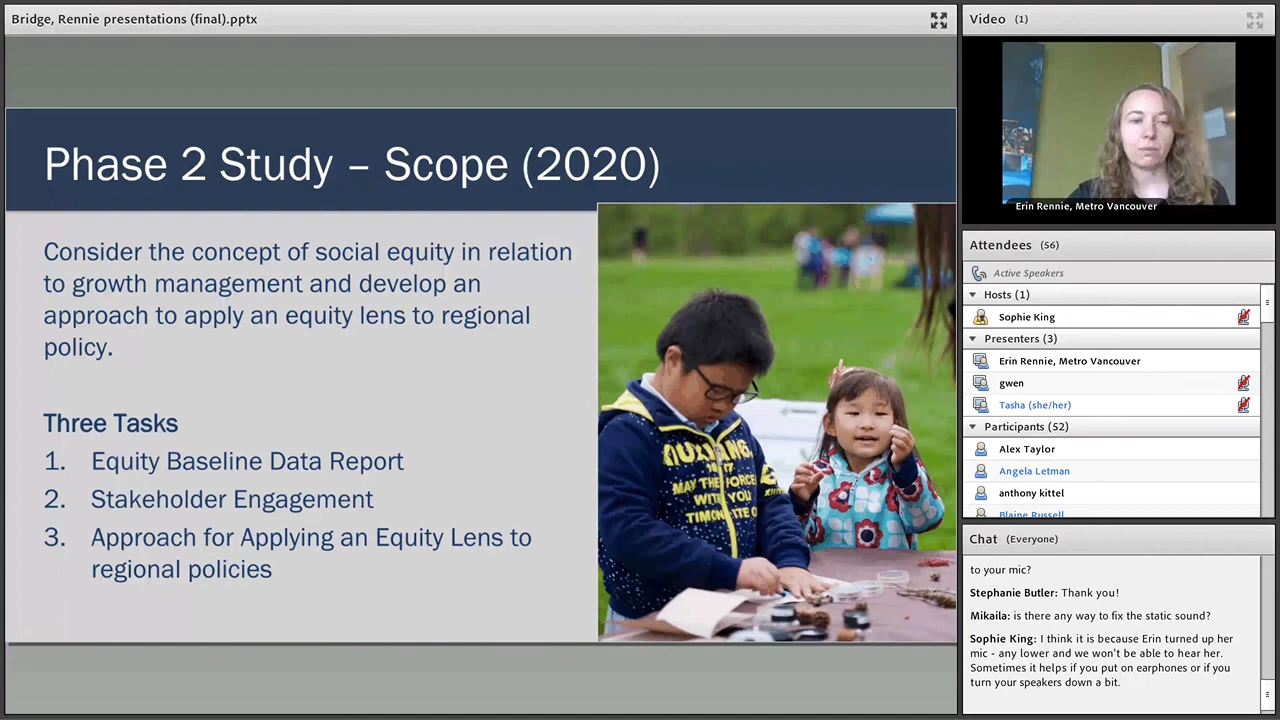 Bridge, Rennie presentations (final).pptx
Phase 2 Study – Scope (2020)
Consider the concept of social equity in relation
to growth management and develop an
approach to apply an equity lens to regional
policy.
Three Tasks
1. Equity Baseline Data Report
2. Stakeholder Engagement
3. Approach for Applying an Equity Lens to
regional policies
MAY THE FORCE
WITH YOU
Video (1)
Erin Rennie, Metro Vancouver
Attendees (56)
Active Speakers
Hosts (1)
Sophie King
Presenters (3)
Erin Rennie, Metro Vancouver
gwen
Tasha (she/her)
Participants (52)
Alex Taylor
Angela Letman
anthony kittel
Blaine Russell
Chat (Everyone)
to your mic?
Stephanie Butler: Thank you!
Mikaila: is there any way to fix the static sound?
Sophie King: I think it is because Erin turned up her
mic - any lower and we won't be able to hear her.
Sometimes it helps if you put on earphones or if you
turn your speakers down a bit.